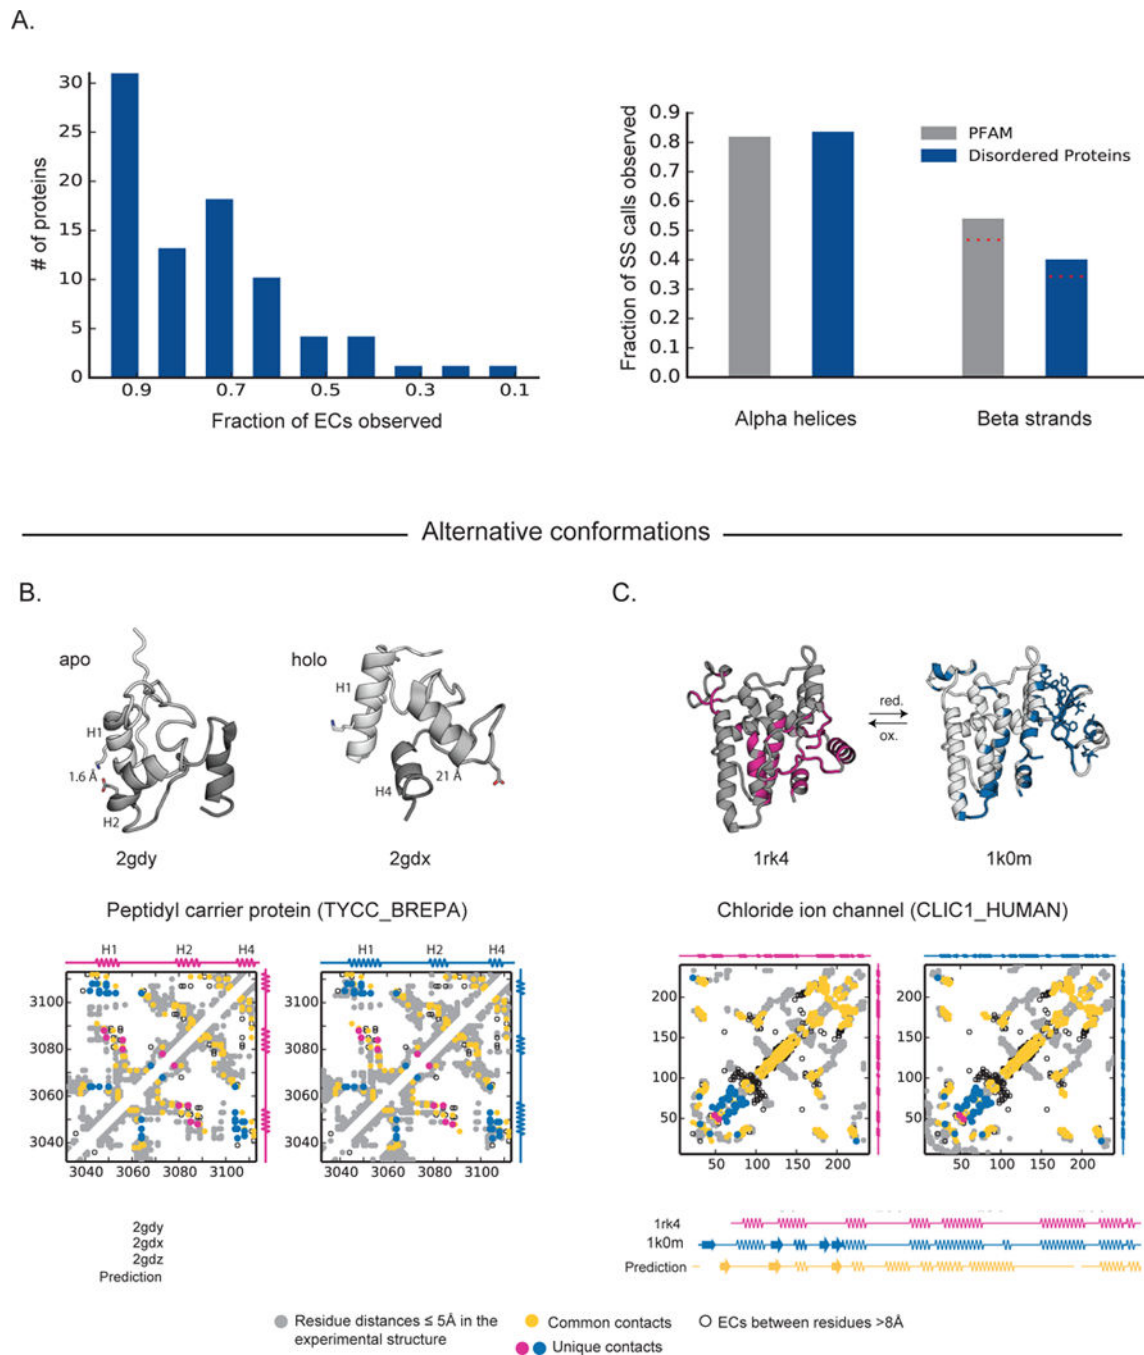 A.
30
25
20
15
10
5
0
# of proteins
0.9 0.7 0.5 0.3 0.1
Fraction of ECs observed
0.9
0.8
0.7
0.6
0.5
0.4
0.3
0.2
0.1
0.0
Fraction of SS calls observed
PFAM
Disordered Proteins
Alpha helices Beta strands
Alternative conformations
B.
apo
H1
1.6 Å
H2
2gdy
holo
H1
21 Å
H4
2gdx
Peptidyl carrier protein (TYCC_BREPA)
H1 H2 H4
3100
3080
3060
3040
3040 3060 3080 3100
H1 H2 H4
3100
3080
3060
3040
3040 3060 3080 3100
2gdy
2gdx
2gdz
Prediction
C.
red.
ox.
1rk4
1k0m
Chloride ion channel (CLIC1_HUMAN)
200
150
100
50
50 100 150 200
200
150
100
50
50 100 150 200
1rk4
1k0m
Prediction
Residue distances ≤ 5Å in the
experimental structure
Common contacts
Unique contacts
ECs between residues >8Å